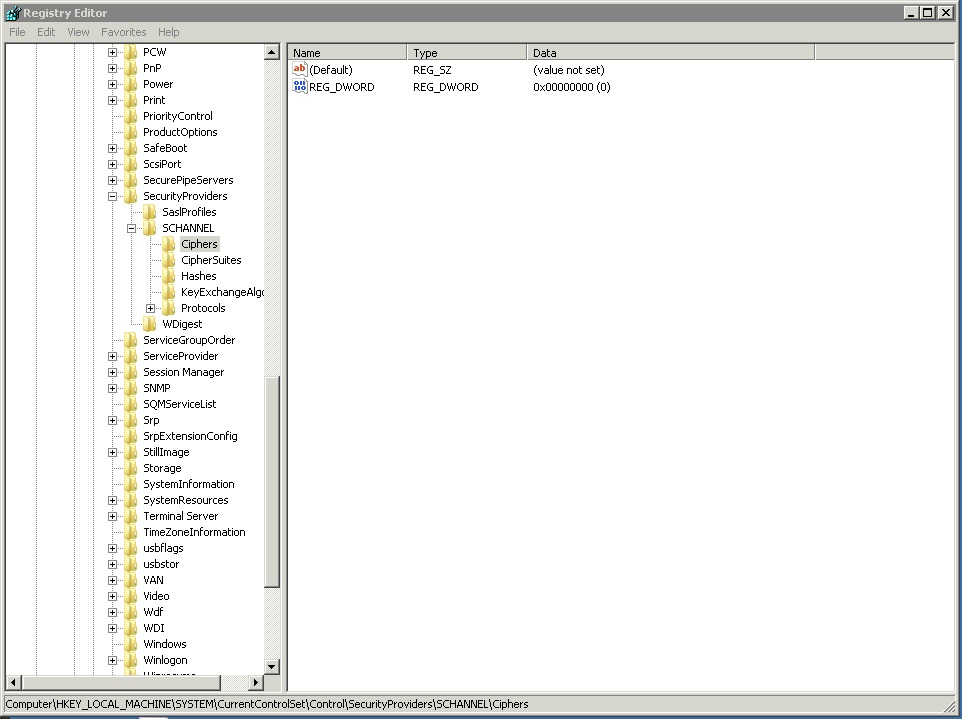 Registry Editor
File Edit View Favorites Help
PCW
PnP
Power
Print
PriorityControl
ProductOptions
SafeBoot
ScsiPort
SecurePipeServers
SecurityProviders
SaslProfiles
SCHANNEL
Ciphers
CipherSuites
Hashes
KeyExchangeAlgo
Protocols
WDigest
ServiceGroupOrder
ServiceProvider
Session Manager
SNMP
SQMServiceList
Srp
SrpExtensionConfig
StillImage
Storage
SystemInformation
SystemResources
Terminal Server
TimeZoneInformation
usbflags
usbstor
VAN
Video
Wdf
WDI
Windows
Winlogon
Name Type Data
ab (Default) REG_SZ (value not set)
REG_DWORD REG_DWORD 0x00000000 (0)
Computer\HKEY_LOCAL_MACHINE\SYSTEM\CurrentControlSet\Control\SecurityProviders\SCHANNEL\Ciphers